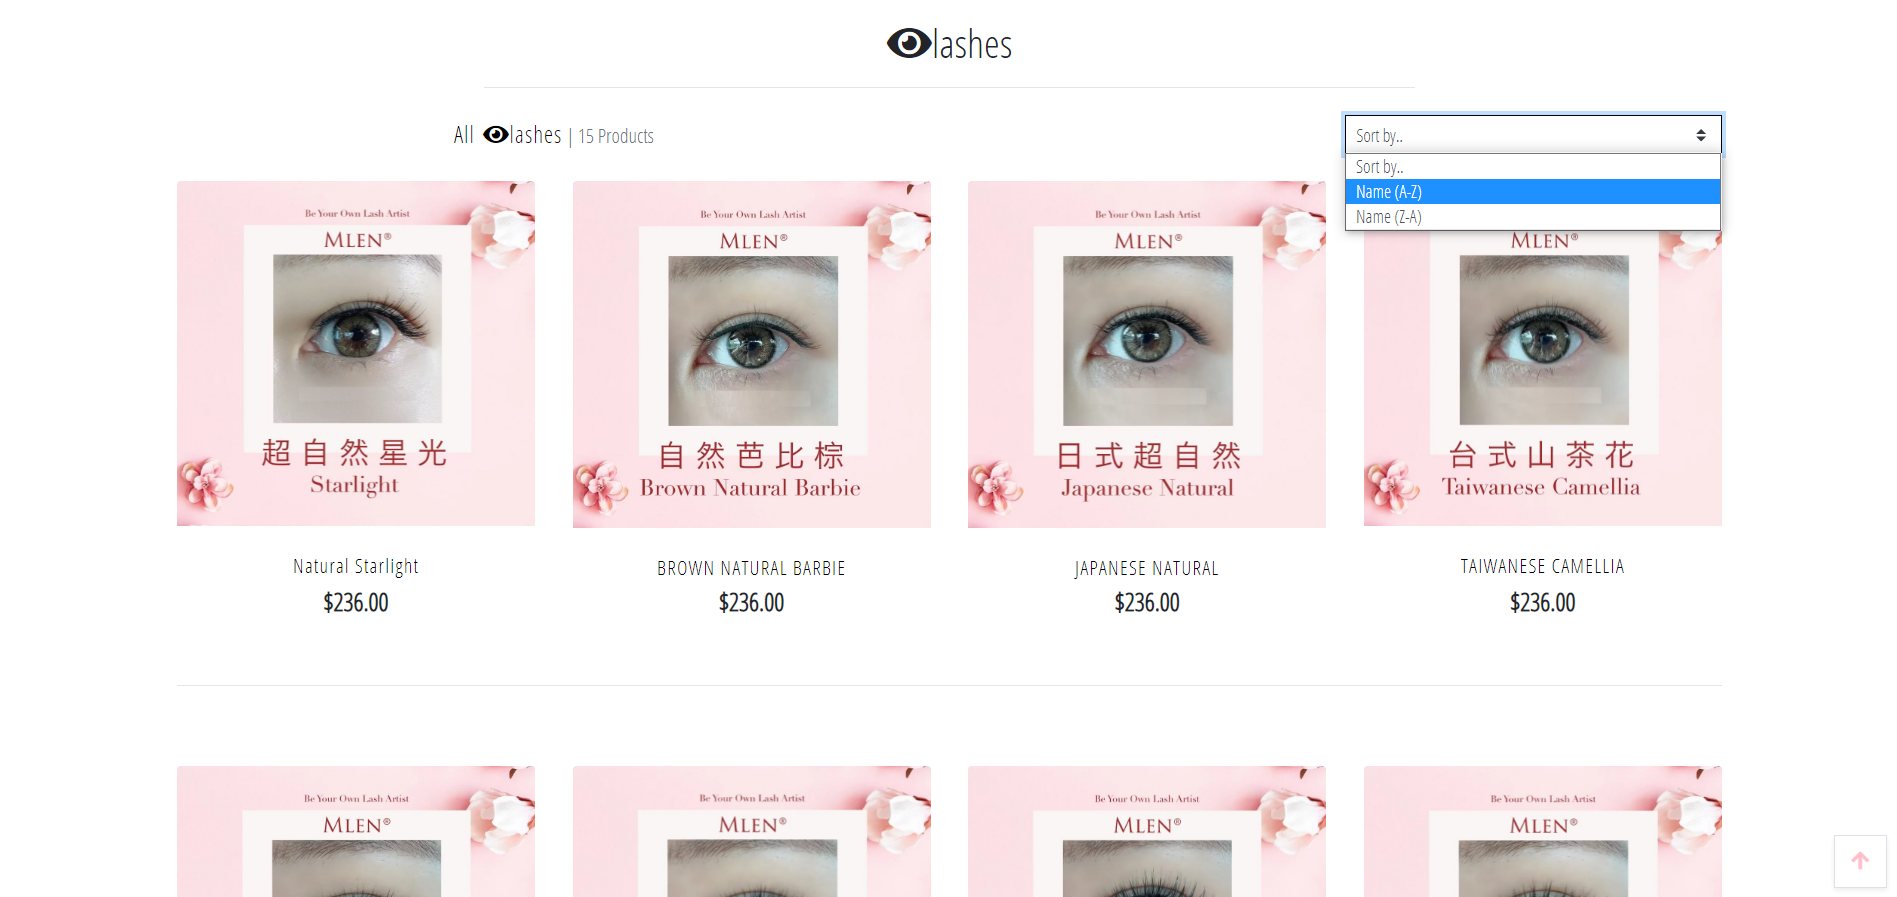 lashes
All lashes | 15 Products
Sort by..
Sort by..
Name (A-Z)
Name (Z-A)
Be Your Own Lash Artist
MLEN®
超自然星光
Starlight
Natural Starlight
$236.00
Be Your Own Lash Artist
MLEN®
自然芭比棕
Brown Natural Barbie
BROWN NATURAL BARBIE
$236.00
Be Your Own Lash Artist
MLEN®
日式超自然
Japanese Natural
JAPANESE NATURAL
$236.00
MLEN®
台式山茶花
Taiwanese Camellia
TAIWANESE CAMELLIA
$236.00
Be Your Own Lash Artist
MLEN®
Be Your Own Lash Artist
MLEN®
Be Your Own Lash Artist
MLEN®
Be Your Own Lash Artist
MLEN®